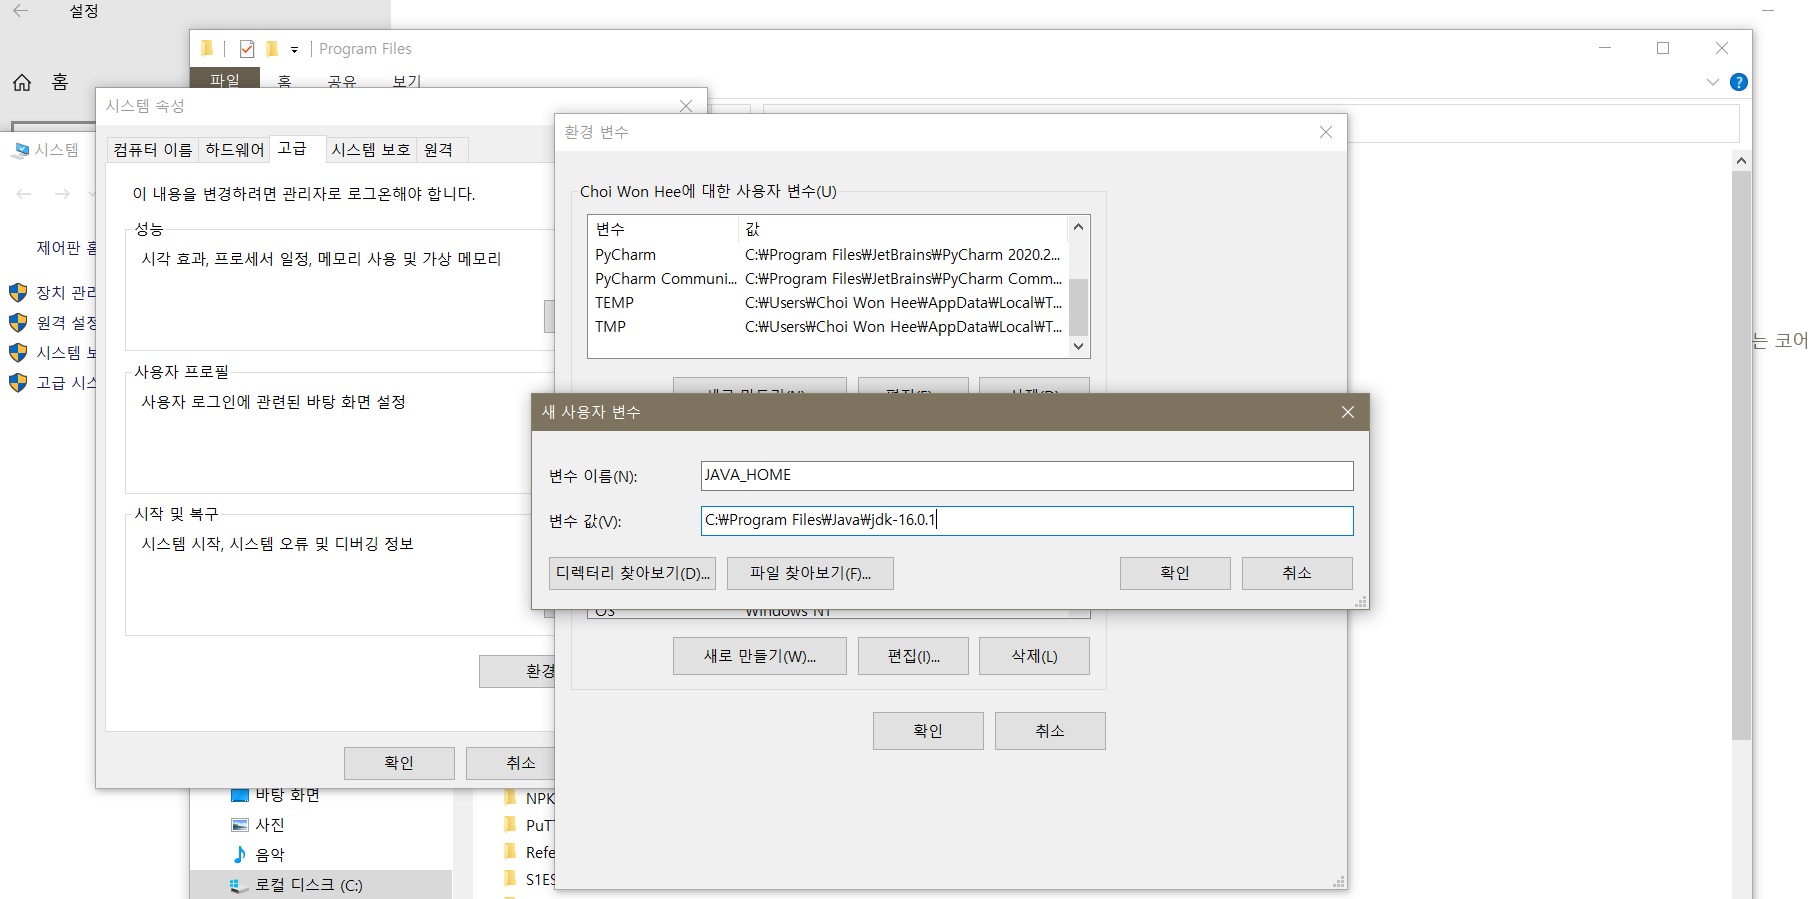 설정
홈
Program Files
파일 홈 공유 보기
시스템
제어판 홈
장치 관리
원격 설정
시스템 보
고급 시스
시스템 속성
컴퓨터 이름 하드웨어 고급 시스템 보호 원격
이 내용을 변경하려면 관리자로 로그온해야 합니다.
성능
시각 효과, 프로세서 일정, 메모리 사용 및 가상 메모리
사용자 프로필
사용자 로그인에 관련된 바탕 화면 설정
시작 및 복구
시스템 시작, 시스템 오류 및 디버깅 정보
환경
확인 취소
환경 변수
Choi Won Hee에 대한 사용자 변수(U)
변수 값
PyCharm C:₩Program Files₩JetBrains₩PyCharm 2020.2...
PyCharm Communi... C:₩Program Files₩JetBrains₩PyCharm Comm...
TEMP C:₩Users₩Choi Won Hee₩AppData₩Local₩T...
TMP C:₩Users₩Choi Won Hee₩AppData₩Local₩T...
새로 만들기(N)... 편집(E)... 삭제(D)
새 사용자 변수
변수 이름(N): JAVA_HOME
변수 값(V): C:₩Program Files₩Java₩jdk-16.0.1
디렉터리 찾아보기(D)... 파일 찾아보기(F)... 확인 취소
OS Windows NT
새로 만들기(W)... 편집(I)... 삭제(L)
확인 취소
는 코어
바탕 화면
사진
음악
로컬 디스크 (C:)
NPK
PuT
Refe
S1ES